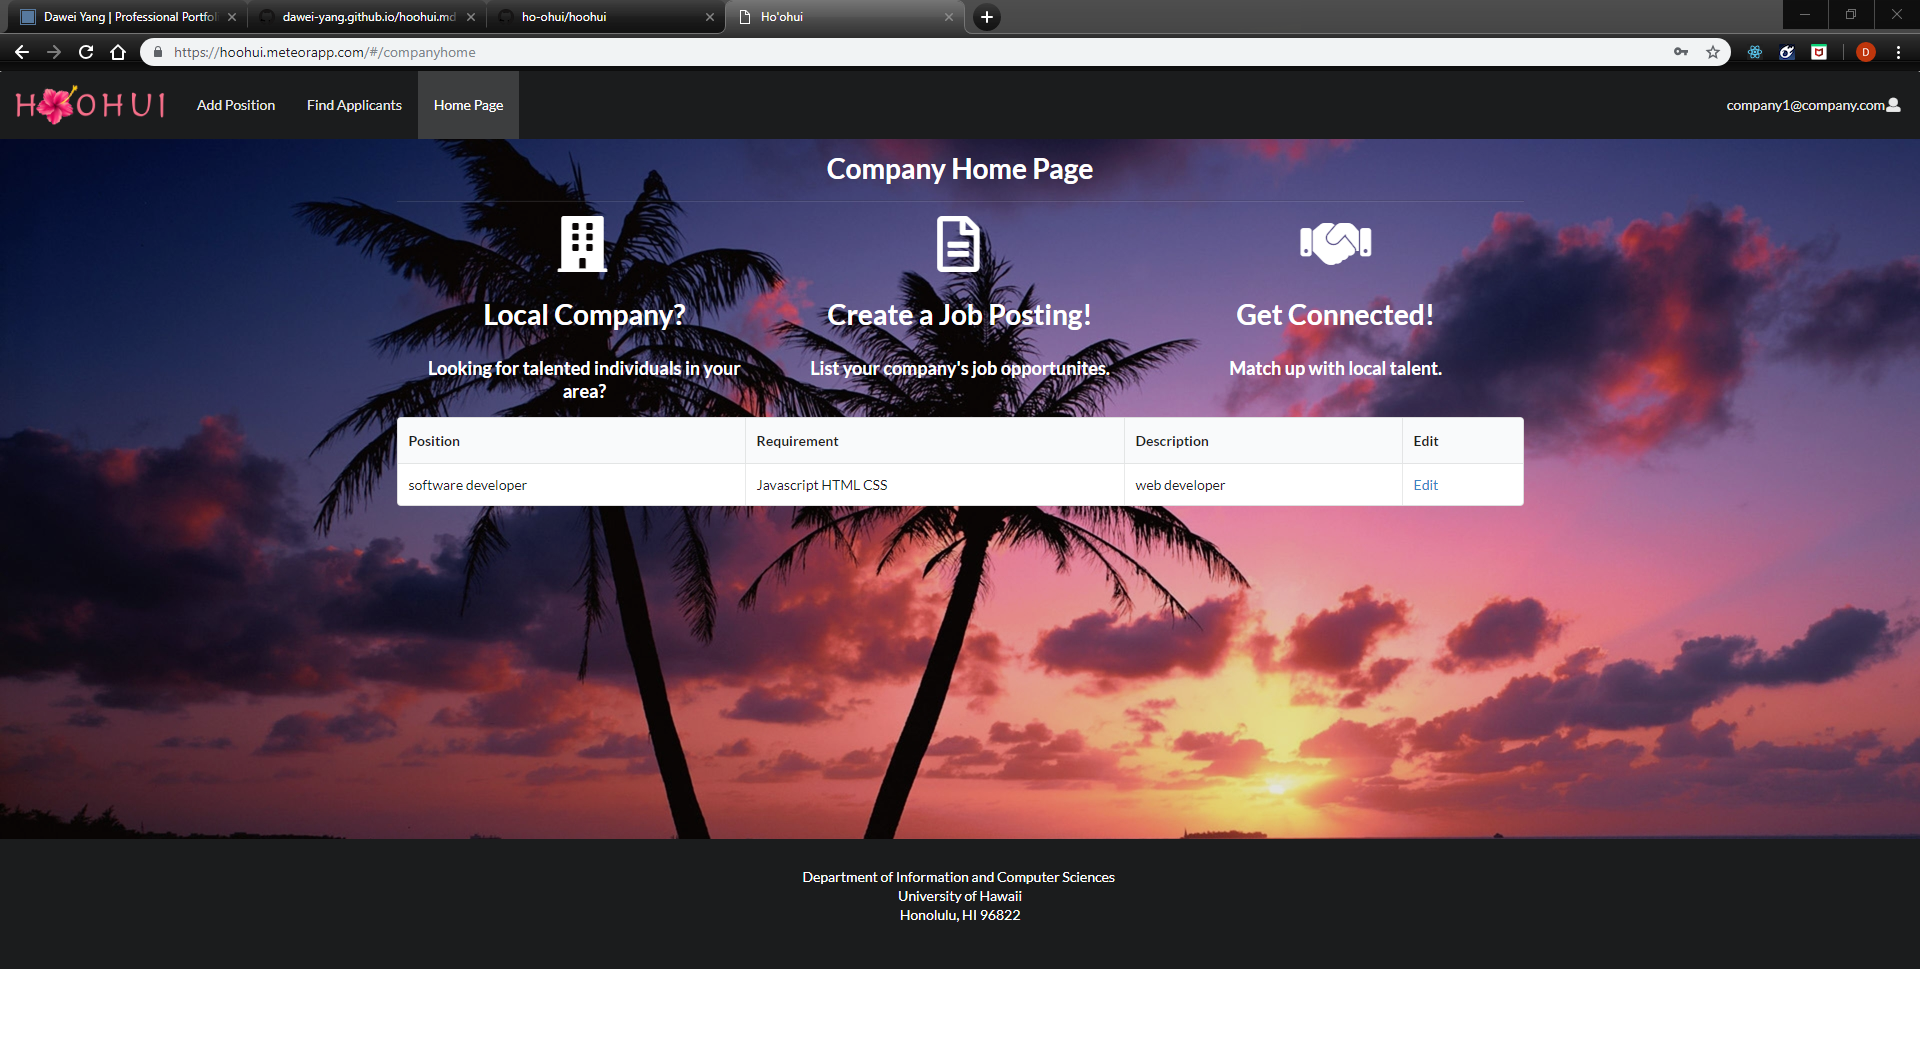 Dawei Yang | Professional Portfoli
dawei-yang.github.io/hoohui.md
ho-ohui/hoohui
Ho'ohui
https://hoohui.meteorapp.com/#/companyhome
D
HOOHUI
Add Position
Find Applicants
Home Page
company1@company.com
Company Home Page
Local Company?
Create a Job Posting!
Get Connected!
Looking for talented individuals in your
area?
List your company's job opportunites.
Match up with local talent.
Position
Requirement
Description
Edit
software developer
Javascript HTML CSS
web developer
Edit
Department of Information and Computer Sciences
University of Hawaii
Honolulu, HI 96822